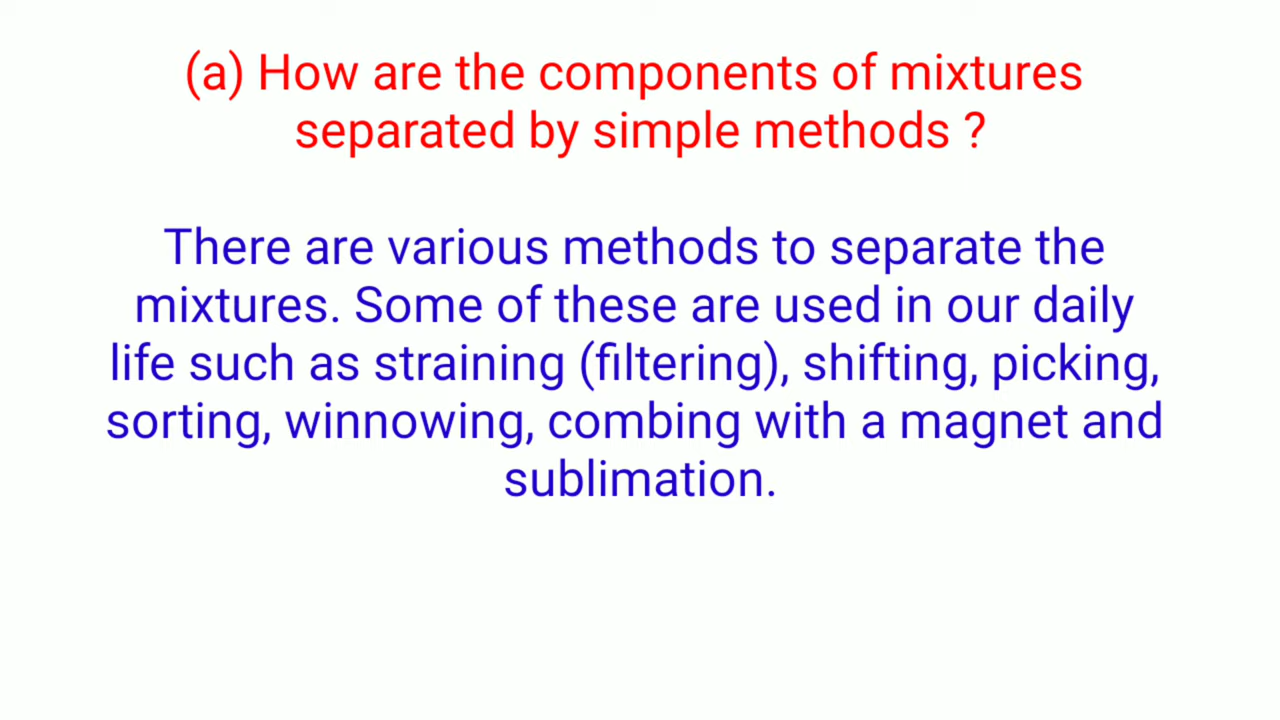 (a) How are the components of mixtures
separated by simple methods ?
There are various methods to separate the
mixtures. Some of these are used in our daily
life such as straining (filtering), shifting, picking,
sorting, winnowing, combing with a magnet and
sublimation.